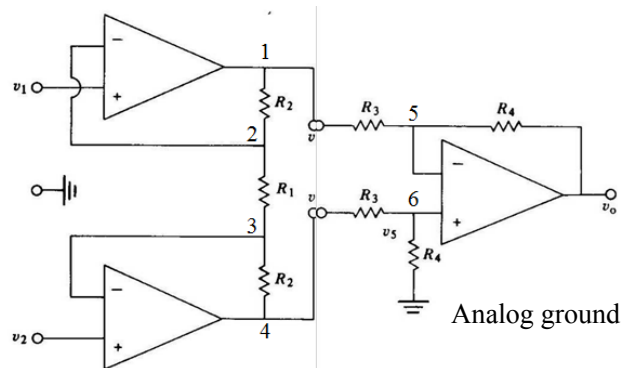 1
−
v1
+
R2
R3
5
R4
v
2
−
R1
v
R3
6
+
vo
3
v5
R4
R2
−
Analog ground
v2
+
4